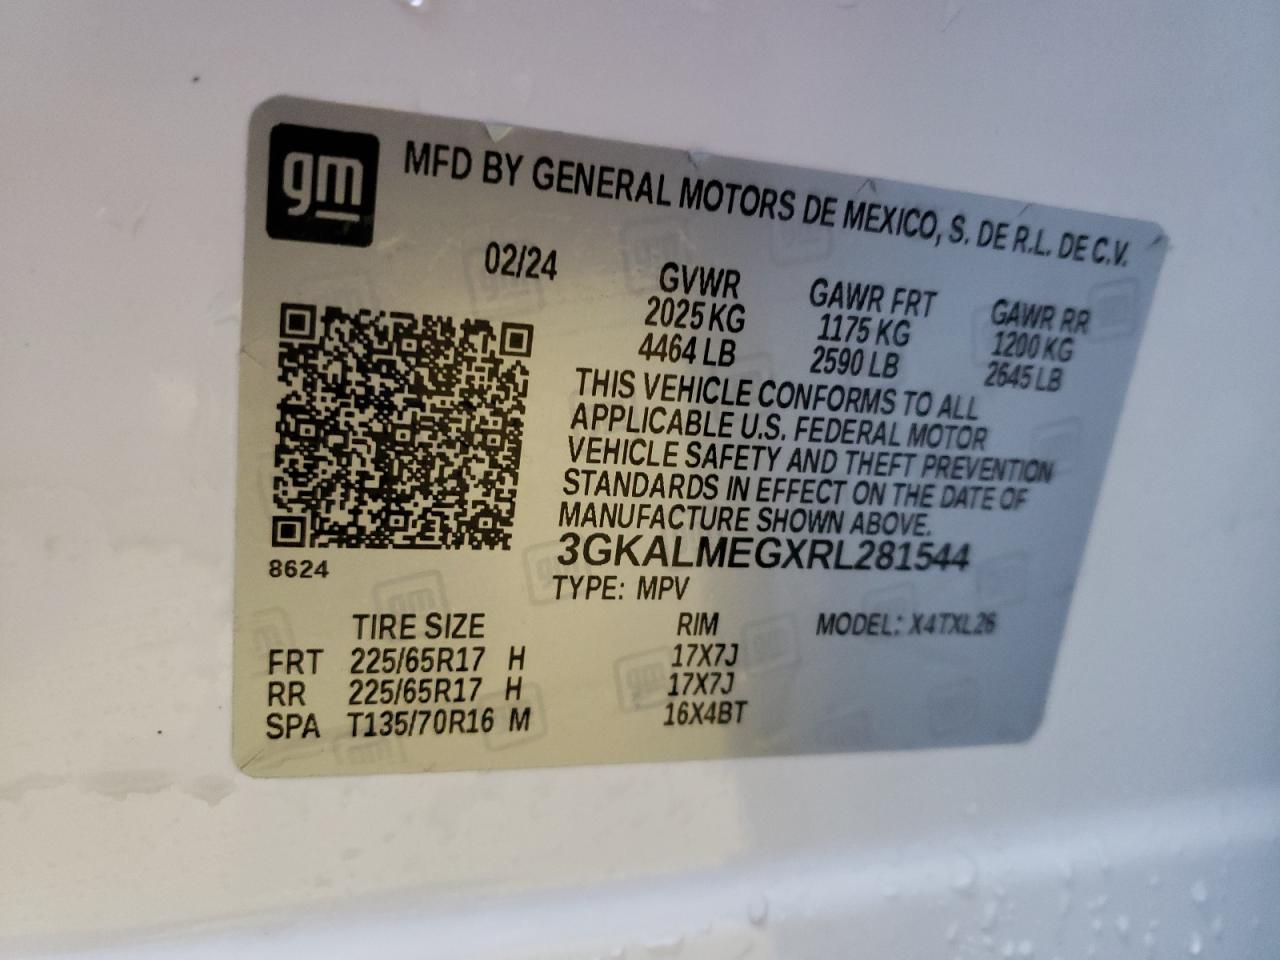 gm
MFD BY GENERAL MOTORS DE MEXICO, S. DE R.L. DE C.V.
02/24
GVWR GAWR FRT GAWR RR
2025 KG 1175 KG 1200 KG
4464 LB 2590 LB 2645 LB
THIS VEHICLE CONFORMS TO ALL
APPLICABLE U.S. FEDERAL MOTOR
VEHICLE SAFETY AND THEFT PREVENTION
STANDARDS IN EFFECT ON THE DATE OF
MANUFACTURE SHOWN ABOVE.
3GKALMEGXRL281544
8624
TYPE: MPV
TIRE SIZE RIM MODEL: X4TXL26
FRT 225/65R17 H 17X7J
RR 225/65R17 H 17X7J
SPA T135/70R16 M 16X4BT